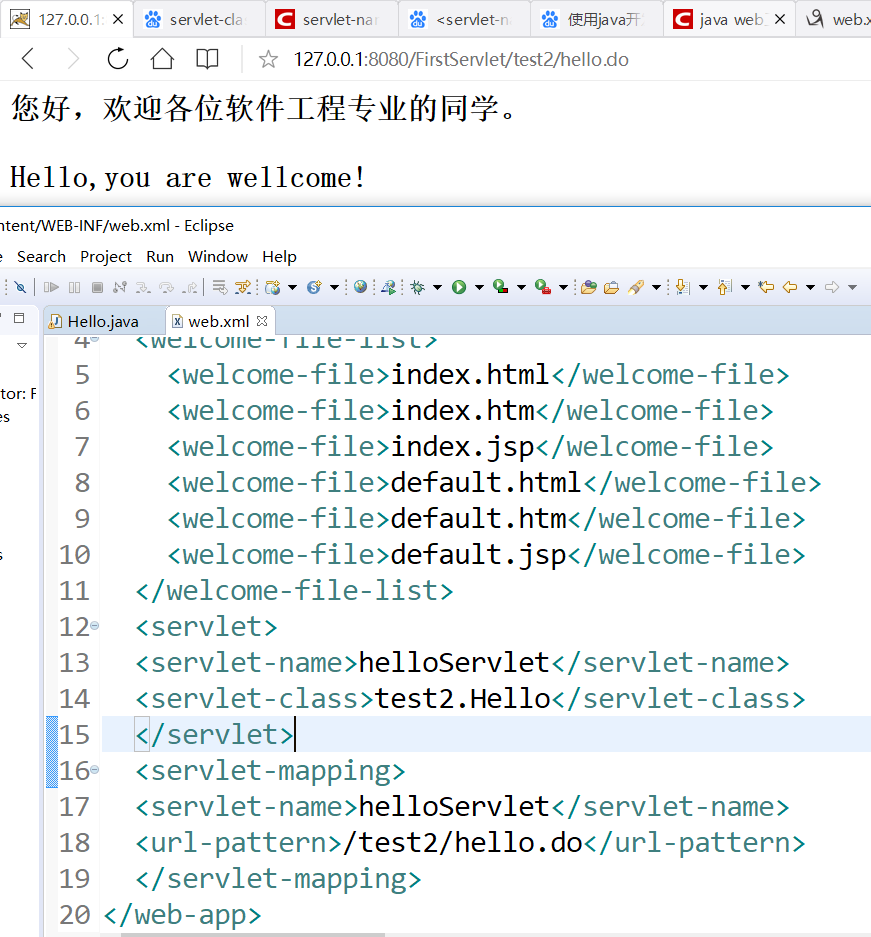 127.0.0.1: servlet-cla servlet-na <servlet-n 使用java开 java web web.x
127.0.0.1:8080/FirstServlet/test2/hello.do
您好，欢迎各位软件工程专业的同学。
Hello,you are wellcome!
ntent/WEB-INF/web.xml - Eclipse
e Search Project Run Window Help
Hello.java web.xml
4 <welcome-file-list>
5 <welcome-file>index.html</welcome-file>
tor: F
6 <welcome-file>index.htm</welcome-file>
es
7 <welcome-file>index.jsp</welcome-file>
8 <welcome-file>default.html</welcome-file>
9 <welcome-file>default.htm</welcome-file>
s
10 <welcome-file>default.jsp</welcome-file>
11 </welcome-file-list>
12 <servlet>
13 <servlet-name>helloServlet</servlet-name>
14 <servlet-class>test2.Hello</servlet-class>
15 </servlet>
16 <servlet-mapping>
17 <servlet-name>helloServlet</servlet-name>
18 <url-pattern>/test2/hello.do</url-pattern>
19 </servlet-mapping>
20 </web-app>